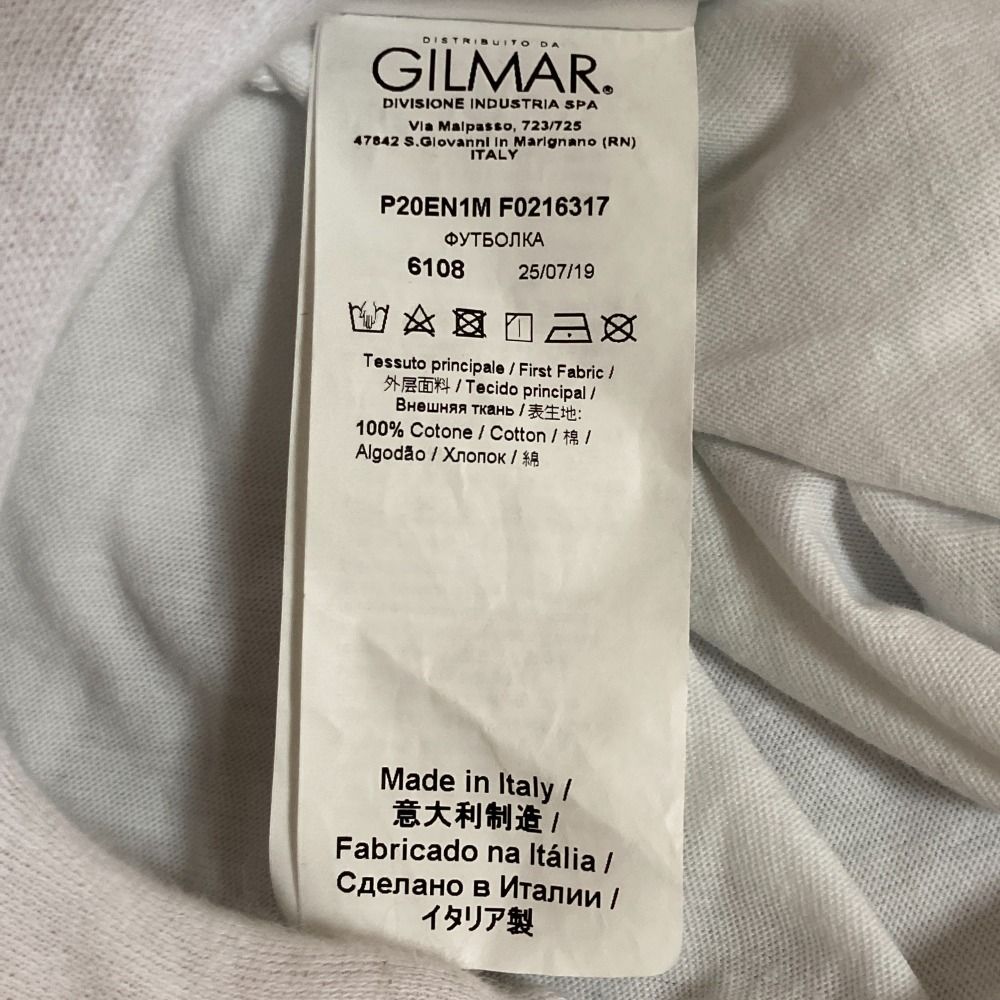 DISTRIBUITO DA
GILMAR®
DIVISIONE INDUSTRIA SPA
Via Malpasso, 723/725
47842 S.Giovanni in Marignano (RN)
ITALY
P20EN1M F0216317
ФУТБОЛКА
6108 25/07/19
Tessuto principale / First Fabric /
外层面料 / Tecido principal /
Внешняя ткань / 表生地:
100% Cotone / Cotton / 棉 /
Algodão / Хлопок / 綿
Made in Italy /
意大利制造 /
Fabricado na Itália /
Сделано в Италии /
イタリア製